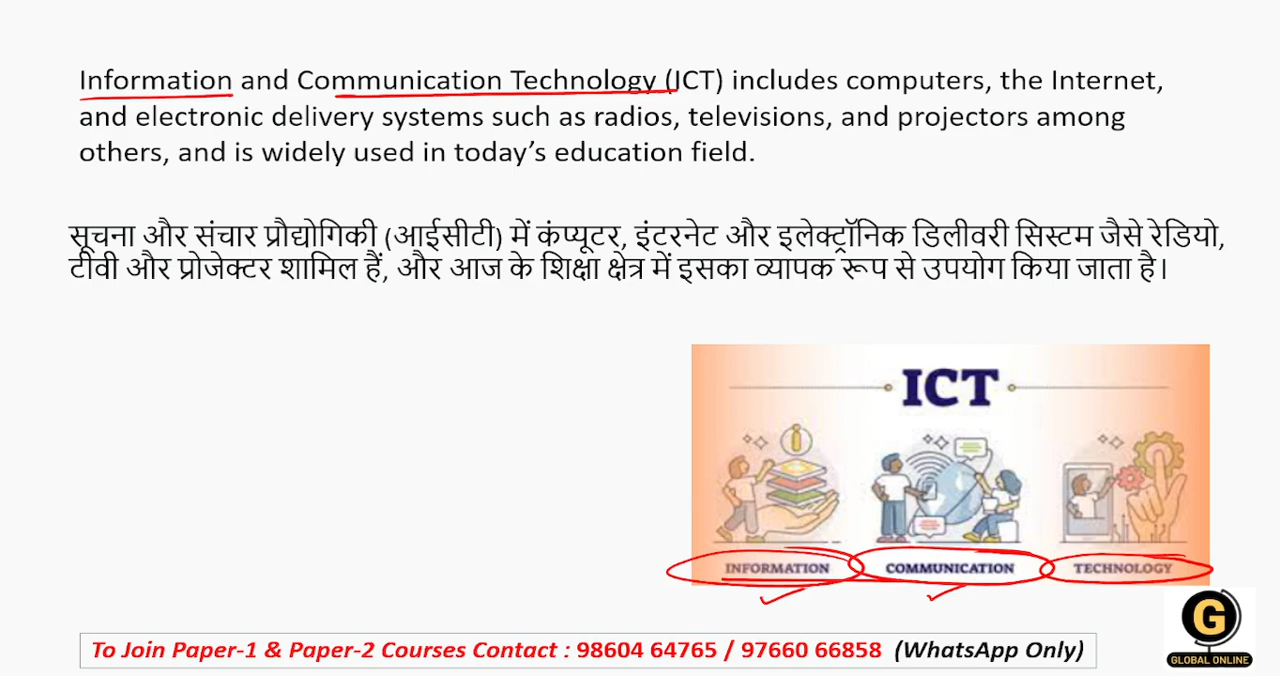 Information and Communication Technology (ICT) includes computers, the Internet,
and electronic delivery systems such as radios, televisions, and projectors among
others, and is widely used in today’s education field.
सूचना और संचार प्रौद्योगिकी (आईसीटी) में कंप्यूटर, इंटरनेट और इलेक्ट्रॉनिक डिलीवरी सिस्टम जैसे रेडियो,
टीवी और प्रोजेक्टर शामिल हैं, और आज के शिक्षा क्षेत्र में इसका व्यापक रूप से उपयोग किया जाता है।
ICT
INFORMATION COMMUNICATION TECHNOLOGY
To Join Paper-1 & Paper-2 Courses Contact : 98604 64765 / 97660 66858 (WhatsApp Only)
G
GLOBAL ONLINE